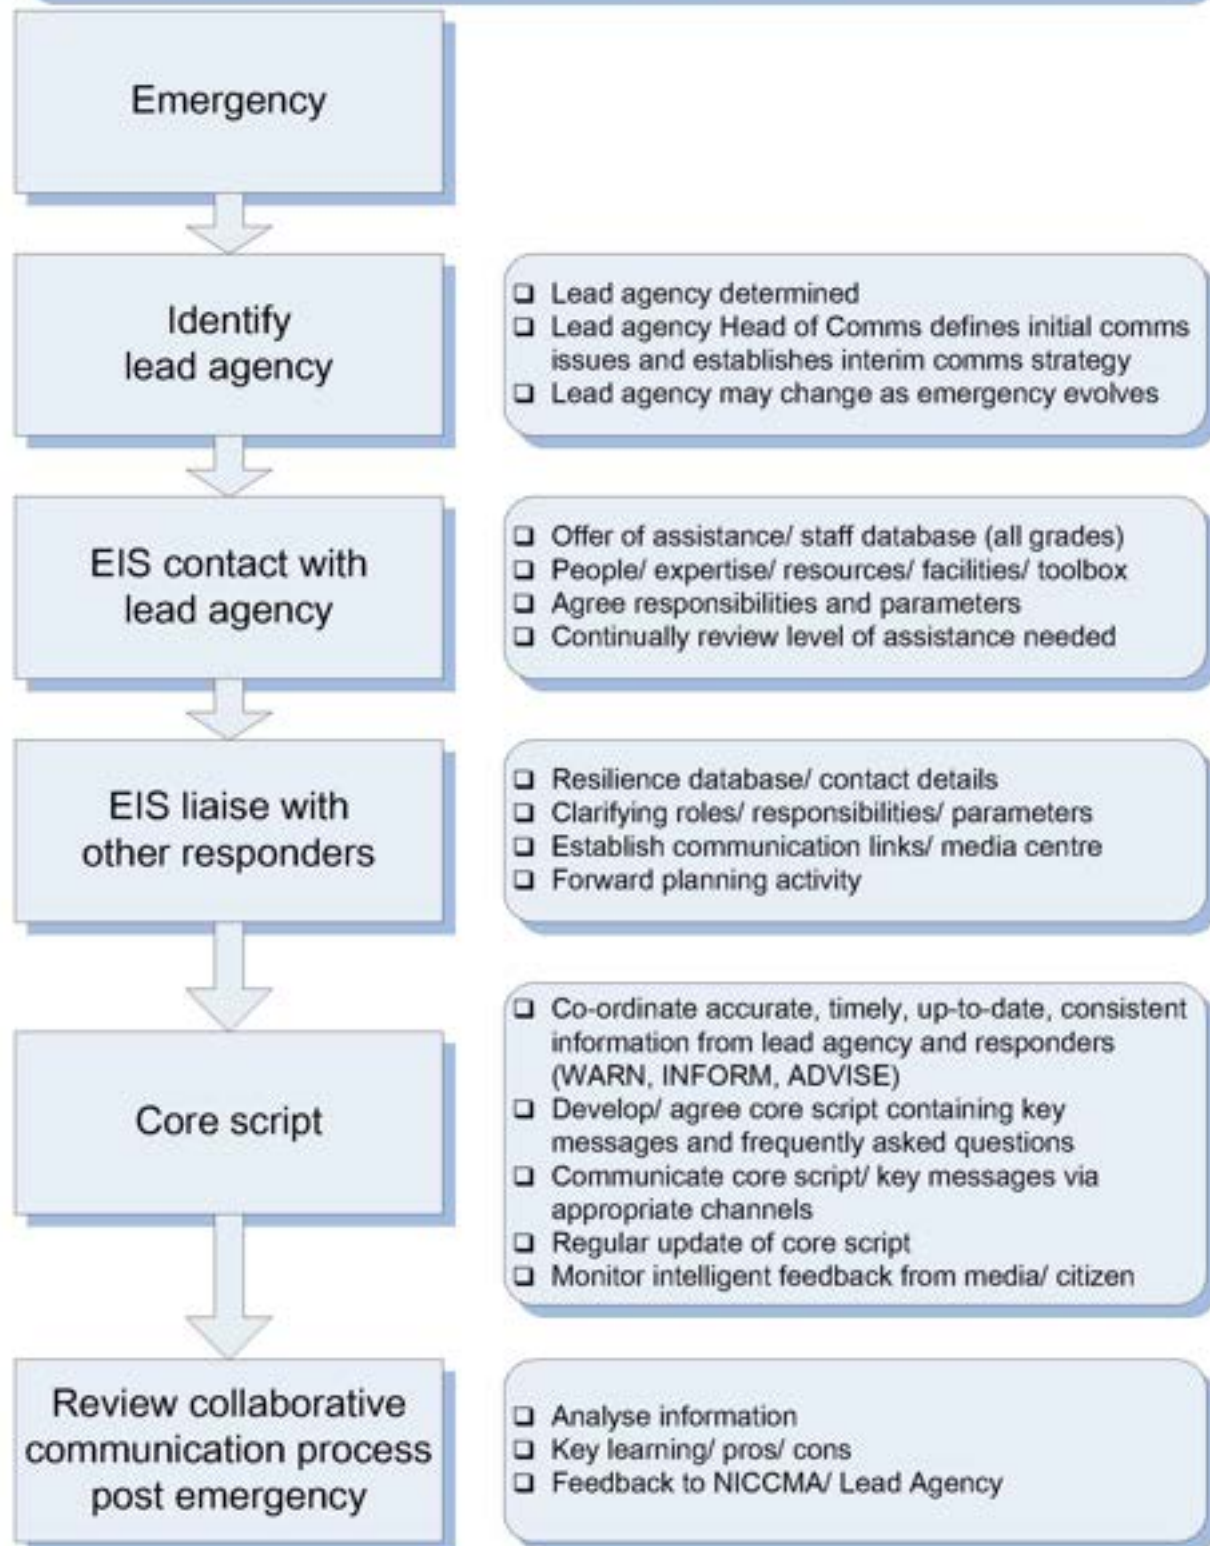 Emergency
Identify
lead agency
❑ Lead agency determined
❑ Lead agency Head of Comms defines initial comms
issues and establishes interim comms strategy
❑ Lead agency may change as emergency evolves
EIS contact with
lead agency
❑ Offer of assistance/ staff database (all grades)
❑ People/ expertise/ resources/ facilities/ toolbox
❑ Agree responsibilities and parameters
❑ Continually review level of assistance needed
EIS liaise with
other responders
❑ Resilience database/ contact details
❑ Clarifying roles/ responsibilities/ parameters
❑ Establish communication links/ media centre
❑ Forward planning activity
Core script
❑ Co-ordinate accurate, timely, up-to-date, consistent
information from lead agency and responders
(WARN, INFORM, ADVISE)
❑ Develop/ agree core script containing key
messages and frequently asked questions
❑ Communicate core script/ key messages via
appropriate channels
❑ Regular update of core script
❑ Monitor intelligent feedback from media/ citizen
Review collaborative
communication process
post emergency
❑ Analyse information
❑ Key learning/ pros/ cons
❑ Feedback to NICCMA/ Lead Agency